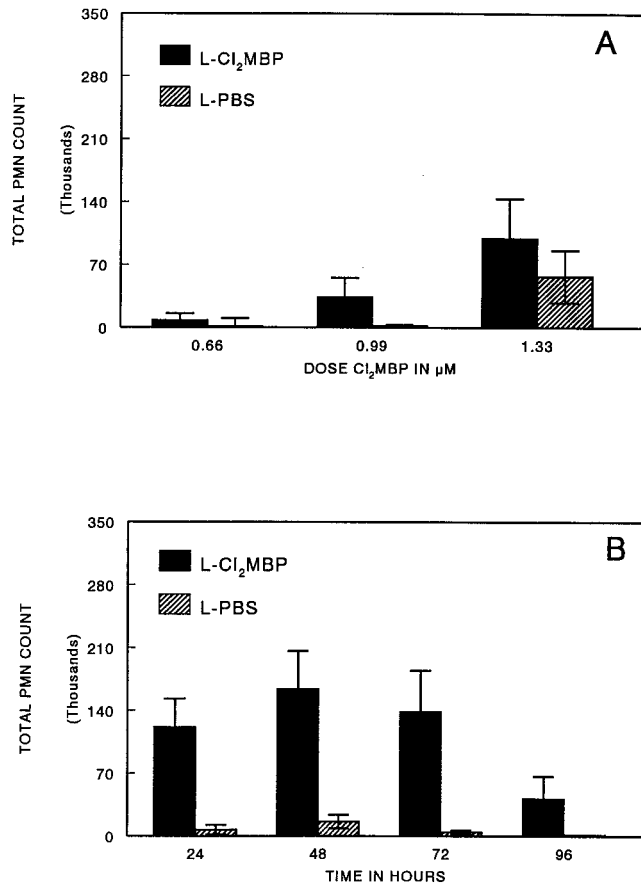 A
L-Cl₂MBP
L-PBS
TOTAL PMN COUNT
(Thousands)
350
280
140
70
0
0.66 0.99 1.33
DOSE Cl₂MBP IN µM
B
L-Cl₂MBP
L-PBS
TOTAL PMN COUNT
(Thousands)
350
280
210
140
70
0
24 48 72 96
TIME IN HOURS